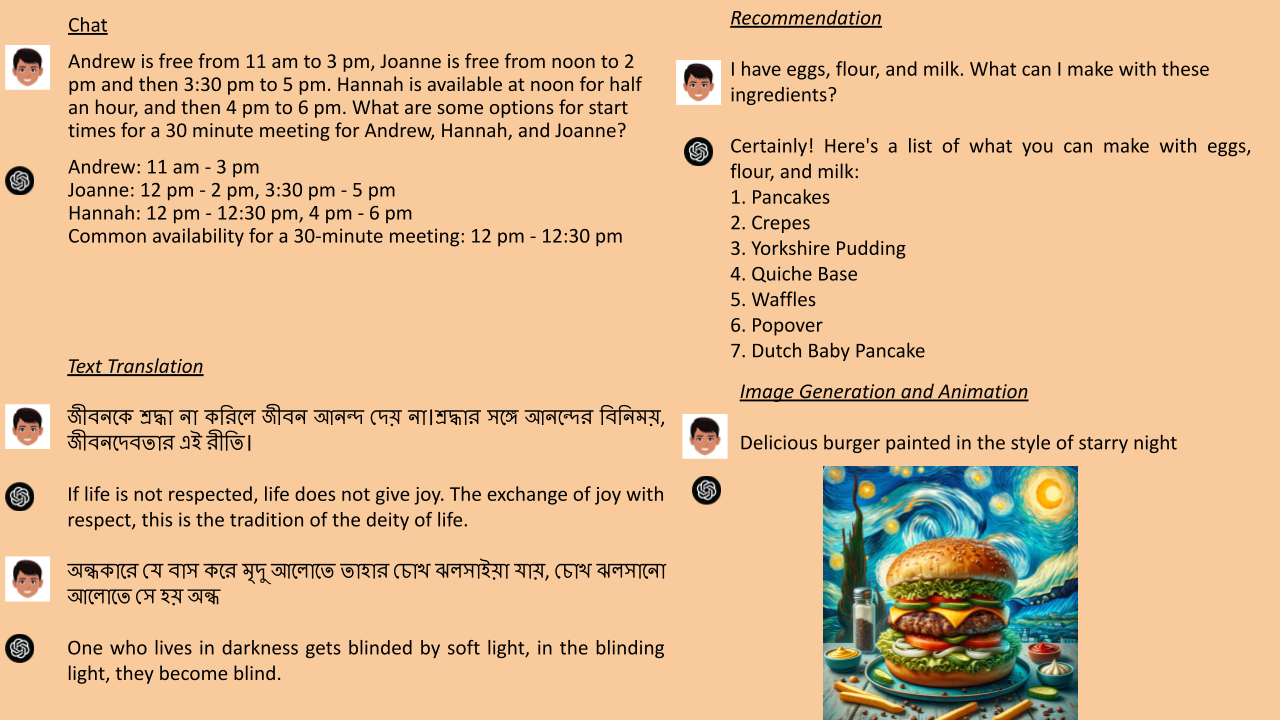 Chat
Andrew is free from 11 am to 3 pm, Joanne is free from noon to 2
pm and then 3:30 pm to 5 pm. Hannah is available at noon for half
an hour, and then 4 pm to 6 pm. What are some options for start
times for a 30 minute meeting for Andrew, Hannah, and Joanne?
Andrew: 11 am - 3 pm
Joanne: 12 pm - 2 pm, 3:30 pm - 5 pm
Hannah: 12 pm - 12:30 pm, 4 pm - 6 pm
Common availability for a 30-minute meeting: 12 pm - 12:30 pm
Text Translation
জীবনকে শ্রদ্ধা না করিলে জীবন আনন্দ দেয় না।শ্রদ্ধার সঙ্গে আনন্দের বিনিময়,
জীবনদেবতার এই রীতি।
If life is not respected, life does not give joy. The exchange of joy with
respect, this is the tradition of the deity of life.
অন্ধকারে যে বাস করে মৃদু আলোতে তাহার চোখ ঝলসাইয়া যায়, চোখ ঝলসানো
আলোতে সে হয় অন্ধ
One who lives in darkness gets blinded by soft light, in the blinding
light, they become blind.
Recommendation
I have eggs, flour, and milk. What can I make with these
ingredients?
Certainly! Here's a list of what you can make with eggs,
flour, and milk:
1. Pancakes
2. Crepes
3. Yorkshire Pudding
4. Quiche Base
5. Waffles
6. Popover
7. Dutch Baby Pancake
Image Generation and Animation
Delicious burger painted in the style of starry night